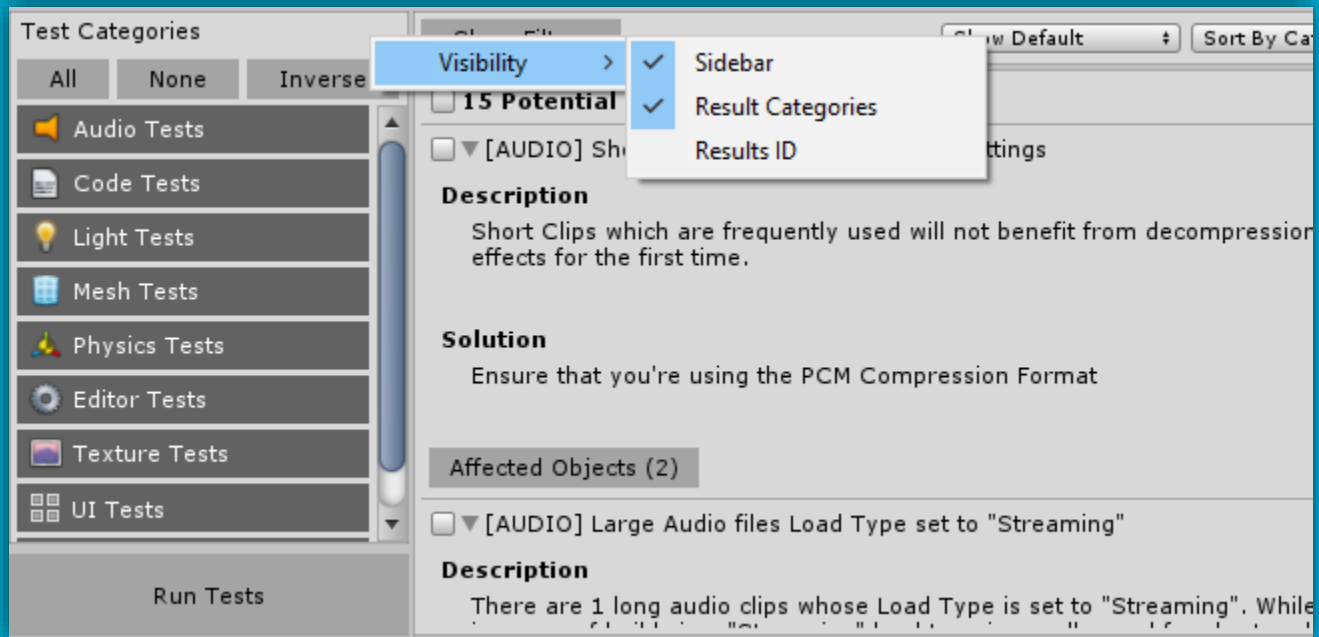 Test Categories
All None Inverse
Audio Tests
Code Tests
Light Tests
Mesh Tests
Physics Tests
Editor Tests
Texture Tests
UI Tests
Run Tests
Visibility
Sidebar
Result Categories
Results ID
Default
Sort By
15 Potential
[AUDIO]
Description
Short Clips which are frequently used will not benefit from decompression
effects for the first time.
Solution
Ensure that you're using the PCM Compression Format
Affected Objects (2)
[AUDIO] Large Audio files Load Type set to "Streaming"
Description
There are 1 long audio clips whose Load Type is set to "Streaming". While